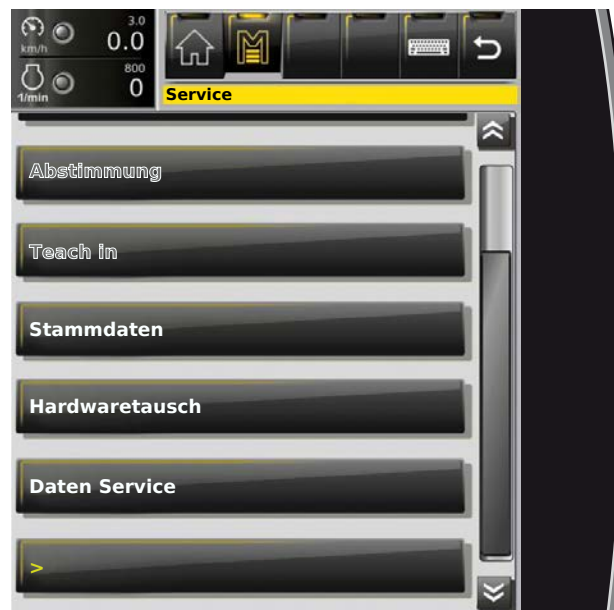 3.0
km/h
0.0
800
1/min
0
Service
Abstimmung
Teach in
Stammdaten
Hardwaretausch
Daten Service
>